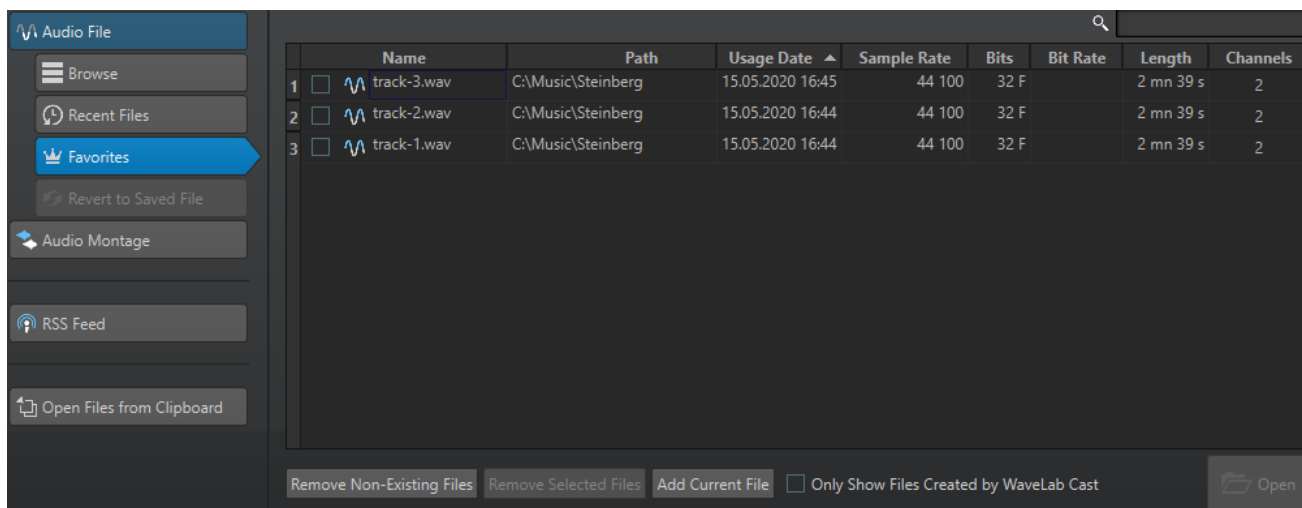 Audio File
Browse
Recent Files
Favorites
Revert to Saved File
Audio Montage
RSS Feed
Open Files from Clipboard
Name Path Usage Date Sample Rate Bits Bit Rate Length Channels
1 track-3.wav C:\Music\Steinberg 15.05.2020 16:45 44 100 32 F 2 mn 39 s 2
2 track-2.wav C:\Music\Steinberg 15.05.2020 16:44 44 100 32 F 2 mn 39 s 2
3 track-1.wav C:\Music\Steinberg 15.05.2020 16:44 44 100 32 F 2 mn 39 s 2
Remove Non-Existing Files Remove Selected Files Add Current File Only Show Files Created by WaveLab Cast Open